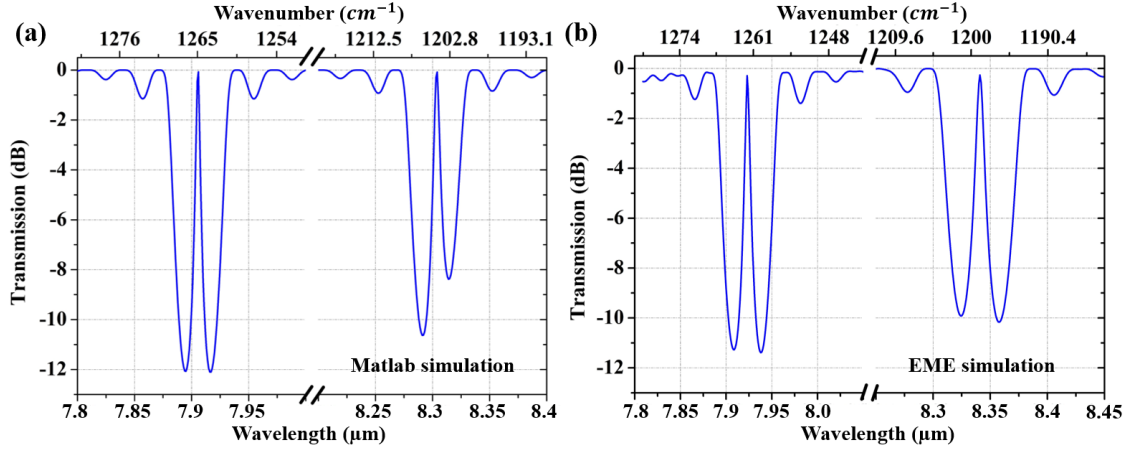 (a)
Wavenumber (cm⁻¹)
1276 1265 1254 1212.5 1202.8 1193.1
Transmission (dB)
0
-2
-4
-6
-8
-10
-12
Matlab simulation
7.8 7.85 7.9 7.95 8.25 8.3 8.35 8.4
Wavelength (µm)
(b)
Wavenumber (cm⁻¹)
1274 1261 1248 1209.6 1200 1190.4
Transmission (dB)
0
-2
-4
-6
-8
-10
-12
EME simulation
7.8 7.85 7.9 7.95 8.0 8.3 8.35 8.4 8.45
Wavelength (µm)